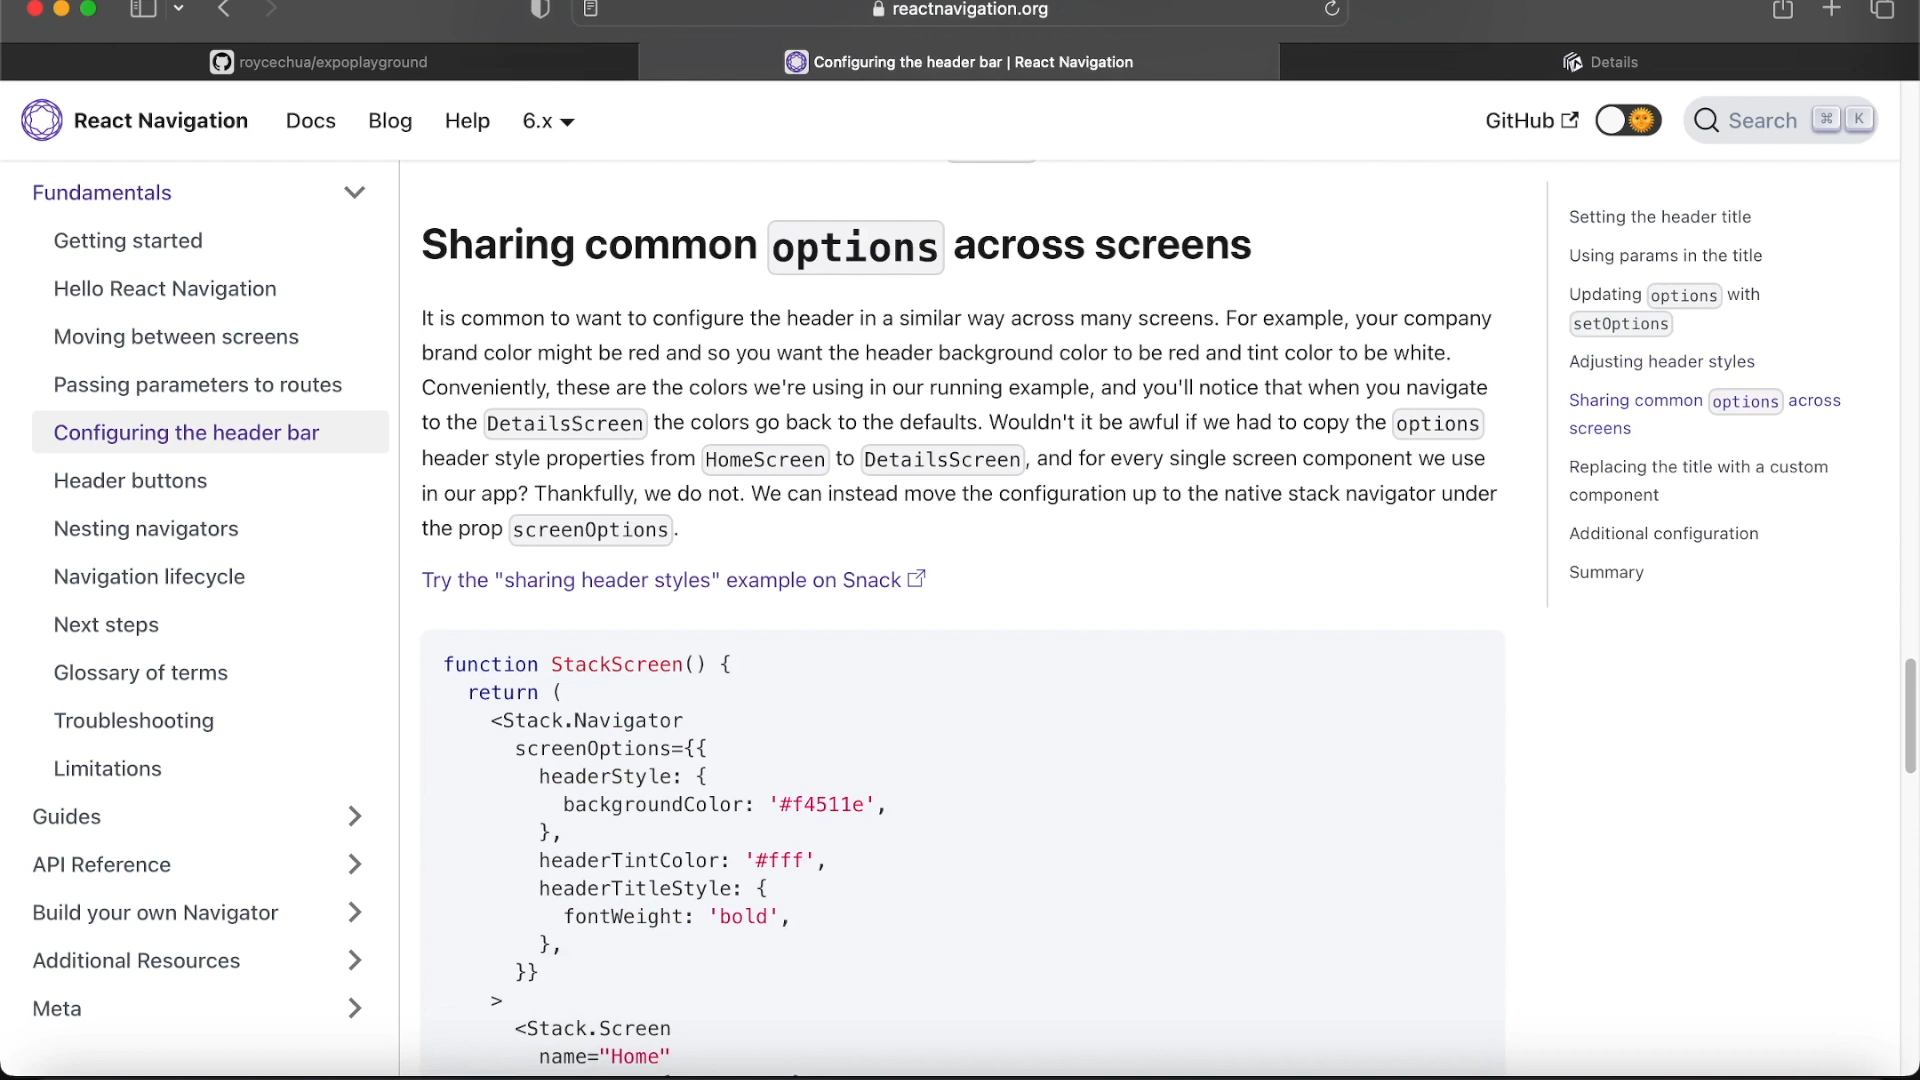 reactnavigation.org
roycechua/expoplayground
Configuring the header bar | React Navigation
Details
React Navigation
Docs
Blog
Help
6.x
GitHub
Search
⌘
K
Fundamentals
Getting started
Hello React Navigation
Moving between screens
Passing parameters to routes
Configuring the header bar
Header buttons
Nesting navigators
Navigation lifecycle
Next steps
Glossary of terms
Troubleshooting
Limitations
Guides
API Reference
Build your own Navigator
Additional Resources
Meta
Sharing common options across screens
It is common to want to configure the header in a similar way across many screens. For example, your company
brand color might be red and so you want the header background color to be red and tint color to be white.
Conveniently, these are the colors we're using in our running example, and you'll notice that when you navigate
to the DetailsScreen the colors go back to the defaults. Wouldn't it be awful if we had to copy the options
header style properties from HomeScreen to DetailsScreen, and for every single screen component we use
in our app? Thankfully, we do not. We can instead move the configuration up to the native stack navigator under
the prop screenOptions.
Try the "sharing header styles" example on Snack
function StackScreen() {
return (
<Stack.Navigator
screenOptions={{
headerStyle: {
backgroundColor: '#f4511e',
},
headerTintColor: '#fff',
headerTitleStyle: {
fontWeight: 'bold',
},
}}
>
<Stack.Screen
name="Home"
Setting the header title
Using params in the title
Updating options with
setOptions
Adjusting header styles
Sharing common options across
screens
Replacing the title with a custom
component
Additional configuration
Summary